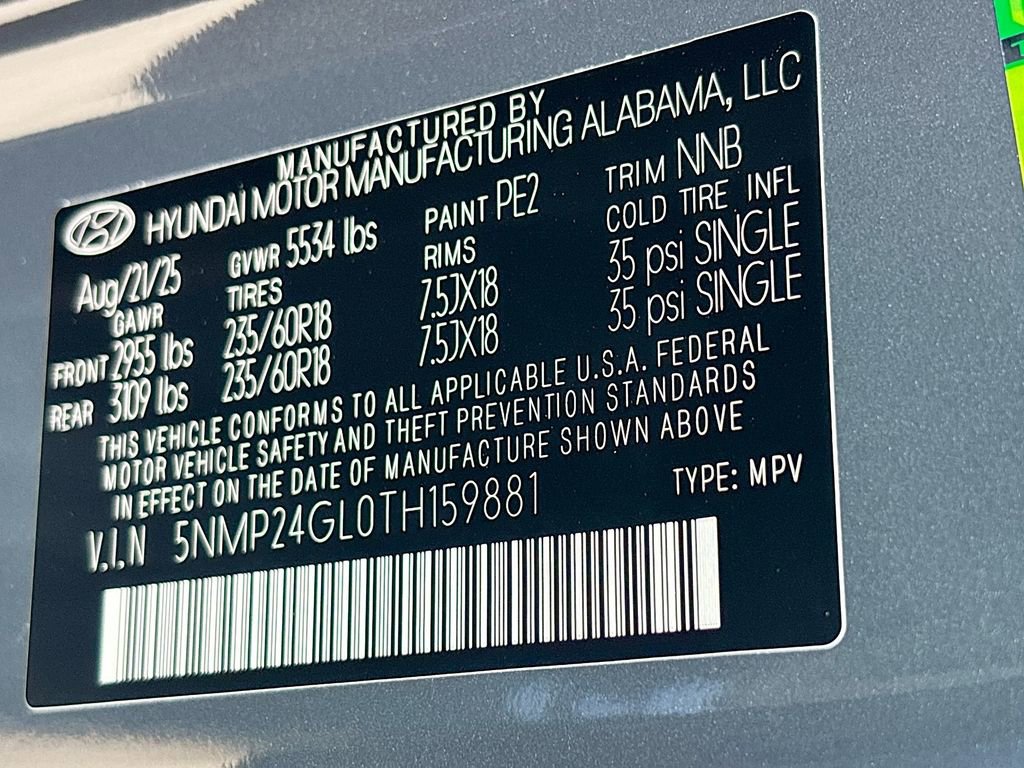 MANUFACTURED BY
HYUNDAI MOTOR MANUFACTURING ALABAMA, LLC
Aug/21/25 GVWR 5534 lbs PAINT PE2 TRIM NNB
GAWR TIRES RIMS COLD TIRE INFL
FRONT 2955 lbs 235/60R18 7.5JX18 35 psi SINGLE
REAR 3109 lbs 235/60R18 7.5JX18 35 psi SINGLE
THIS VEHICLE CONFORMS TO ALL APPLICABLE U.S.A. FEDERAL
MOTOR VEHICLE SAFETY AND THEFT PREVENTION STANDARDS
IN EFFECT ON THE DATE OF MANUFACTURE SHOWN ABOVE
V.I.N 5NMP24GL0TH159881 TYPE: MPV